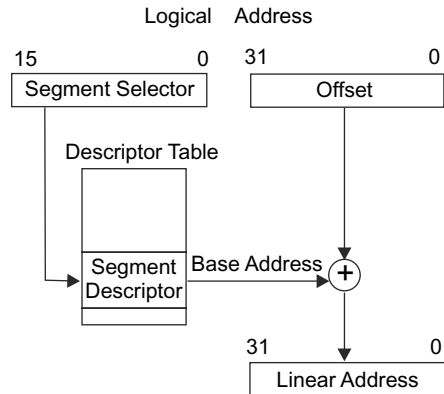 Logical Address
15 0
31 0
Segment Selector
Offset
Descriptor Table
Segment
Descriptor
Base Address
+
31 0
Linear Address